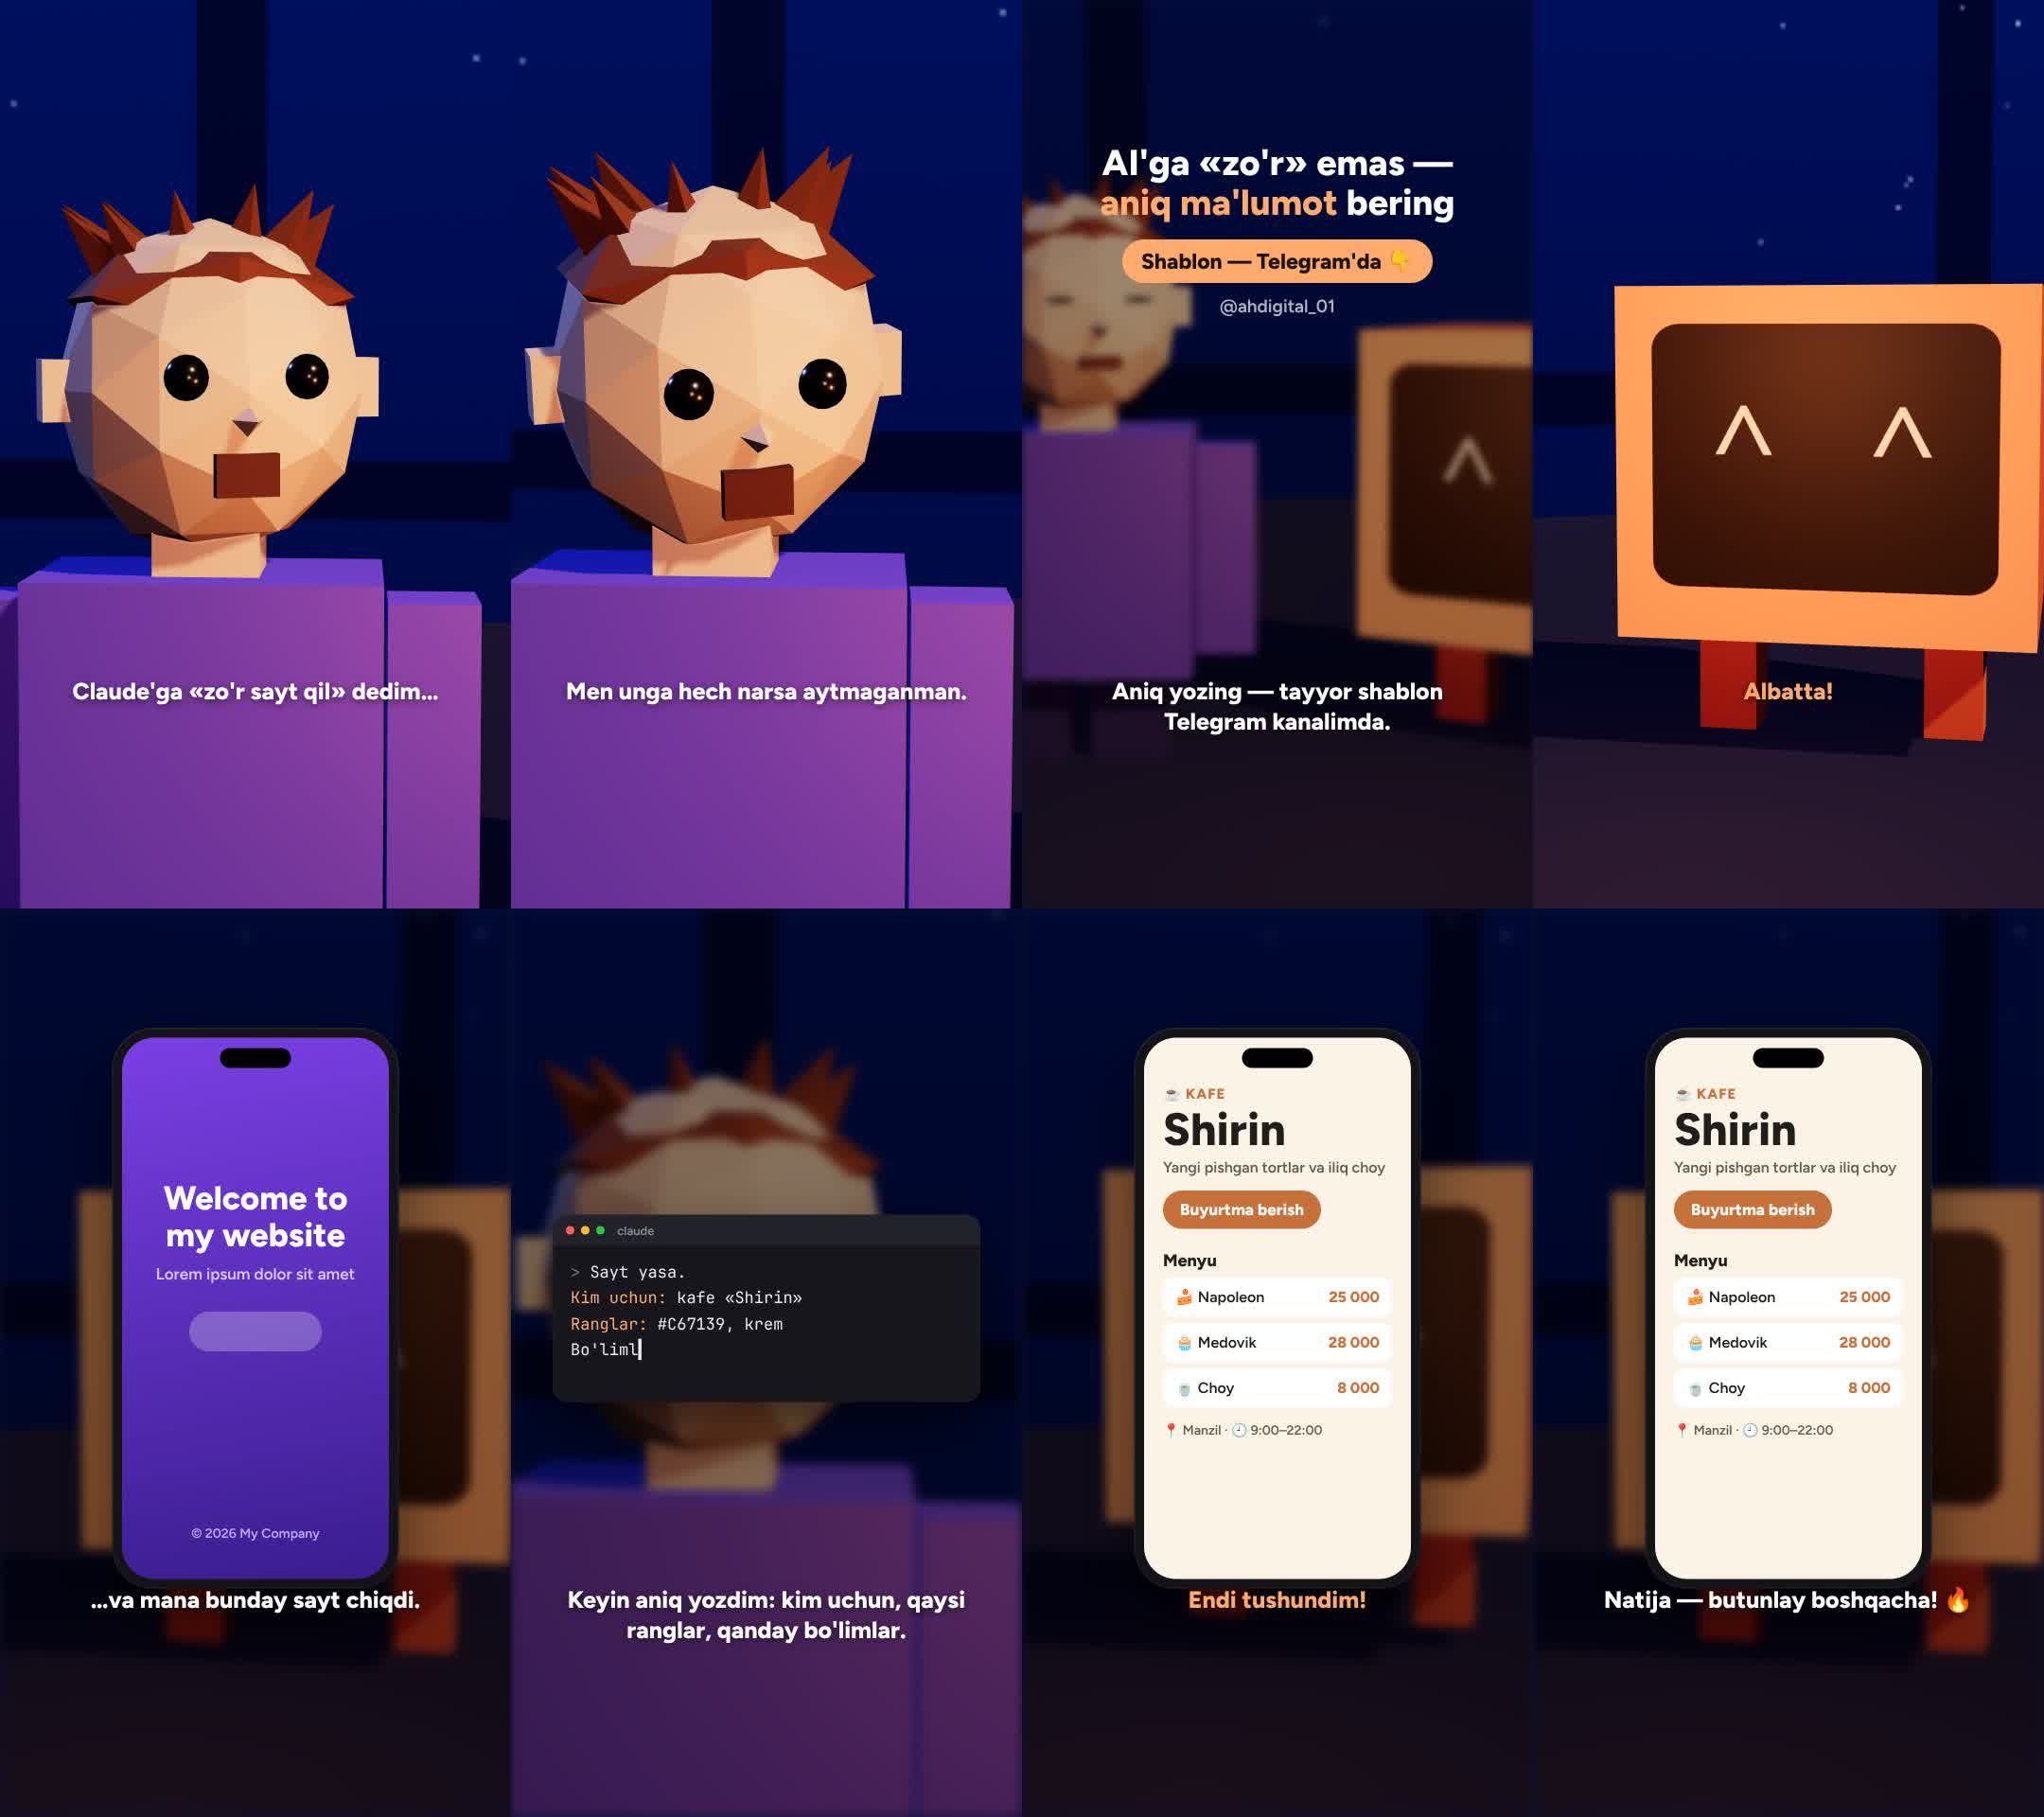 Claude'ga «zo'r sayt qil» dedim...
Men unga hech narsa aytmaganman.
AI'ga «zo'r» emas —
aniq ma'lumot bering
Shablon — Telegram'da 👇
@ahdigital_01
Aniq yozing — tayyor shablon
Telegram kanalimda.
Albatta!
Welcome to
my website
Lorem ipsum dolor sit amet
© 2026 My Company
...va mana bunday sayt chiqdi.
claude
> Sayt yasa.
Kim uchun: kafe «Shirin»
Ranglar: #C67139, krem
Bo'liml
Keyin aniq yozdim: kim uchun, qaysi
ranglar, qanday bo'limlar.
☕ KAFE
Shirin
Yangi pishgan tortlar va iliq choy
Buyurtma berish
Menyu
🍰 Napoleon 25 000
🧁 Medovik 28 000
🍵 Choy 8 000
📍 Manzil · 🕘 9:00–22:00
Endi tushundim!
☕ KAFE
Shirin
Yangi pishgan tortlar va iliq choy
Buyurtma berish
Menyu
🍰 Napoleon 25 000
🧁 Medovik 28 000
🍵 Choy 8 000
📍 Manzil · 🕘 9:00–22:00
Natija — butunlay boshqacha! 🔥